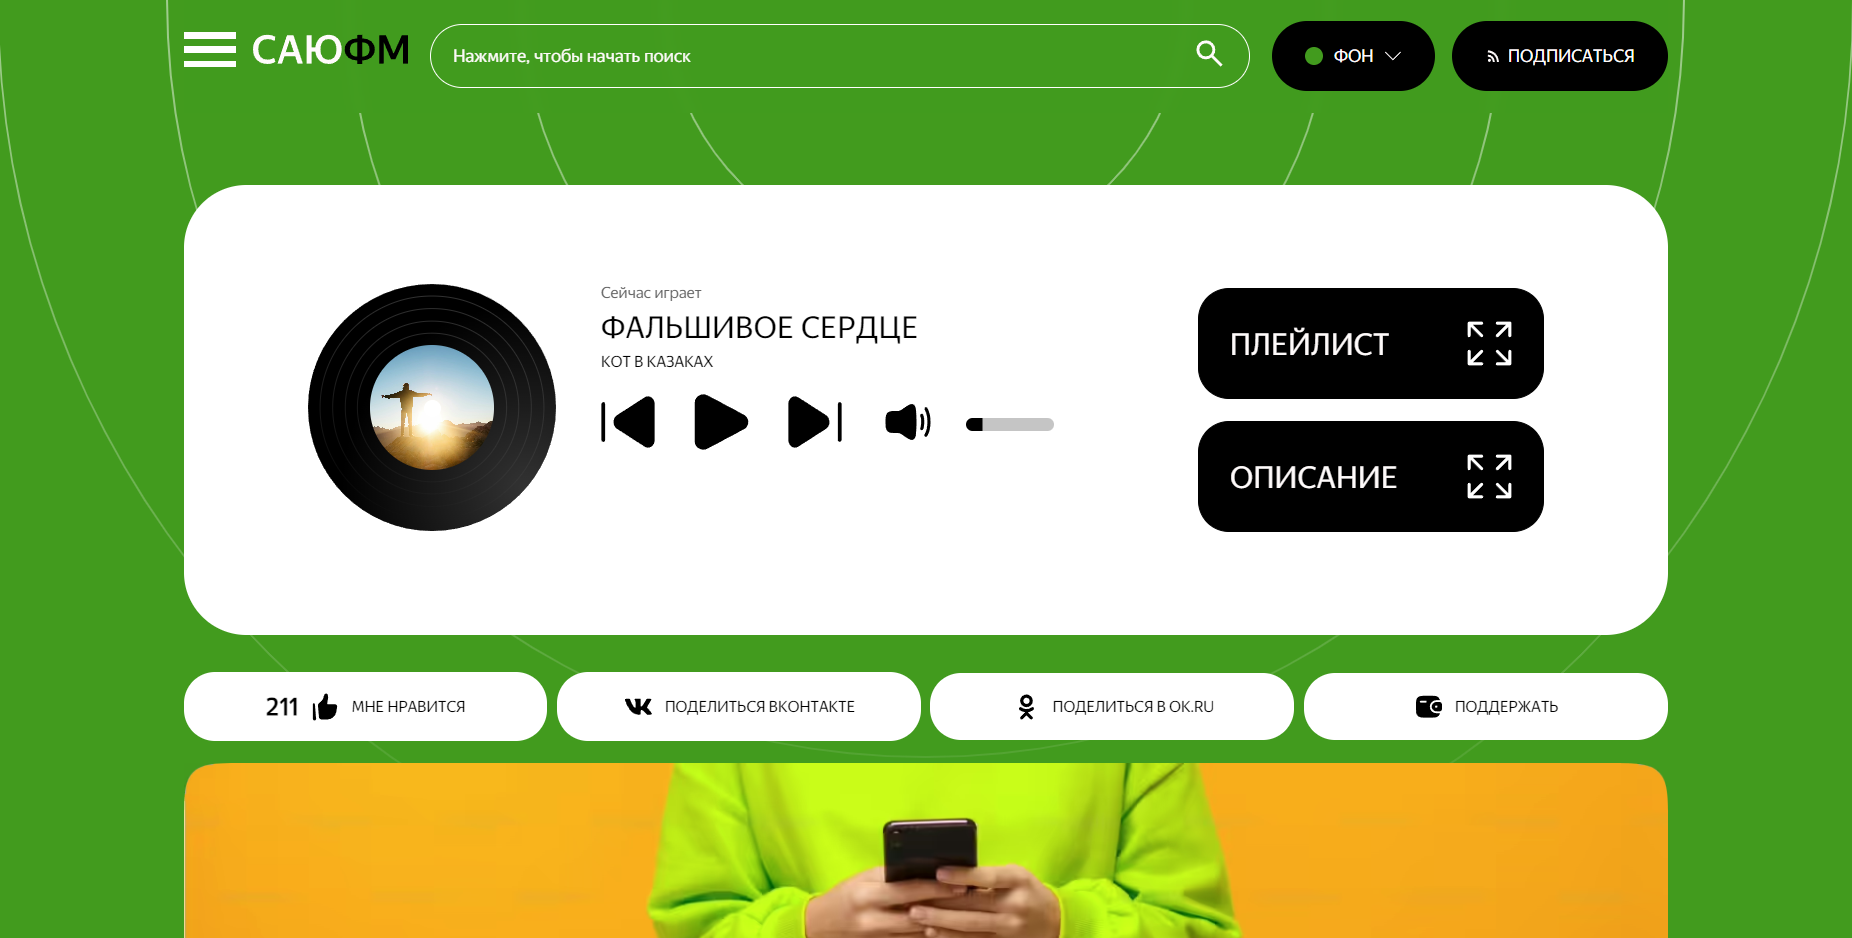 САЮФМ
Нажмите, чтобы начать поиск
ФОН
ПОДПИСАТЬСЯ
Сейчас играет
ФАЛЬШИВОЕ СЕРДЦЕ
КОТ В КАЗАКАХ
ПЛЕЙЛИСТ
ОПИСАНИЕ
211 МНЕ НРАВИТСЯ
ПОДЕЛИТЬСЯ ВКОНТАКТЕ
ПОДЕЛИТЬСЯ В OK.RU
ПОДДЕРЖАТЬ